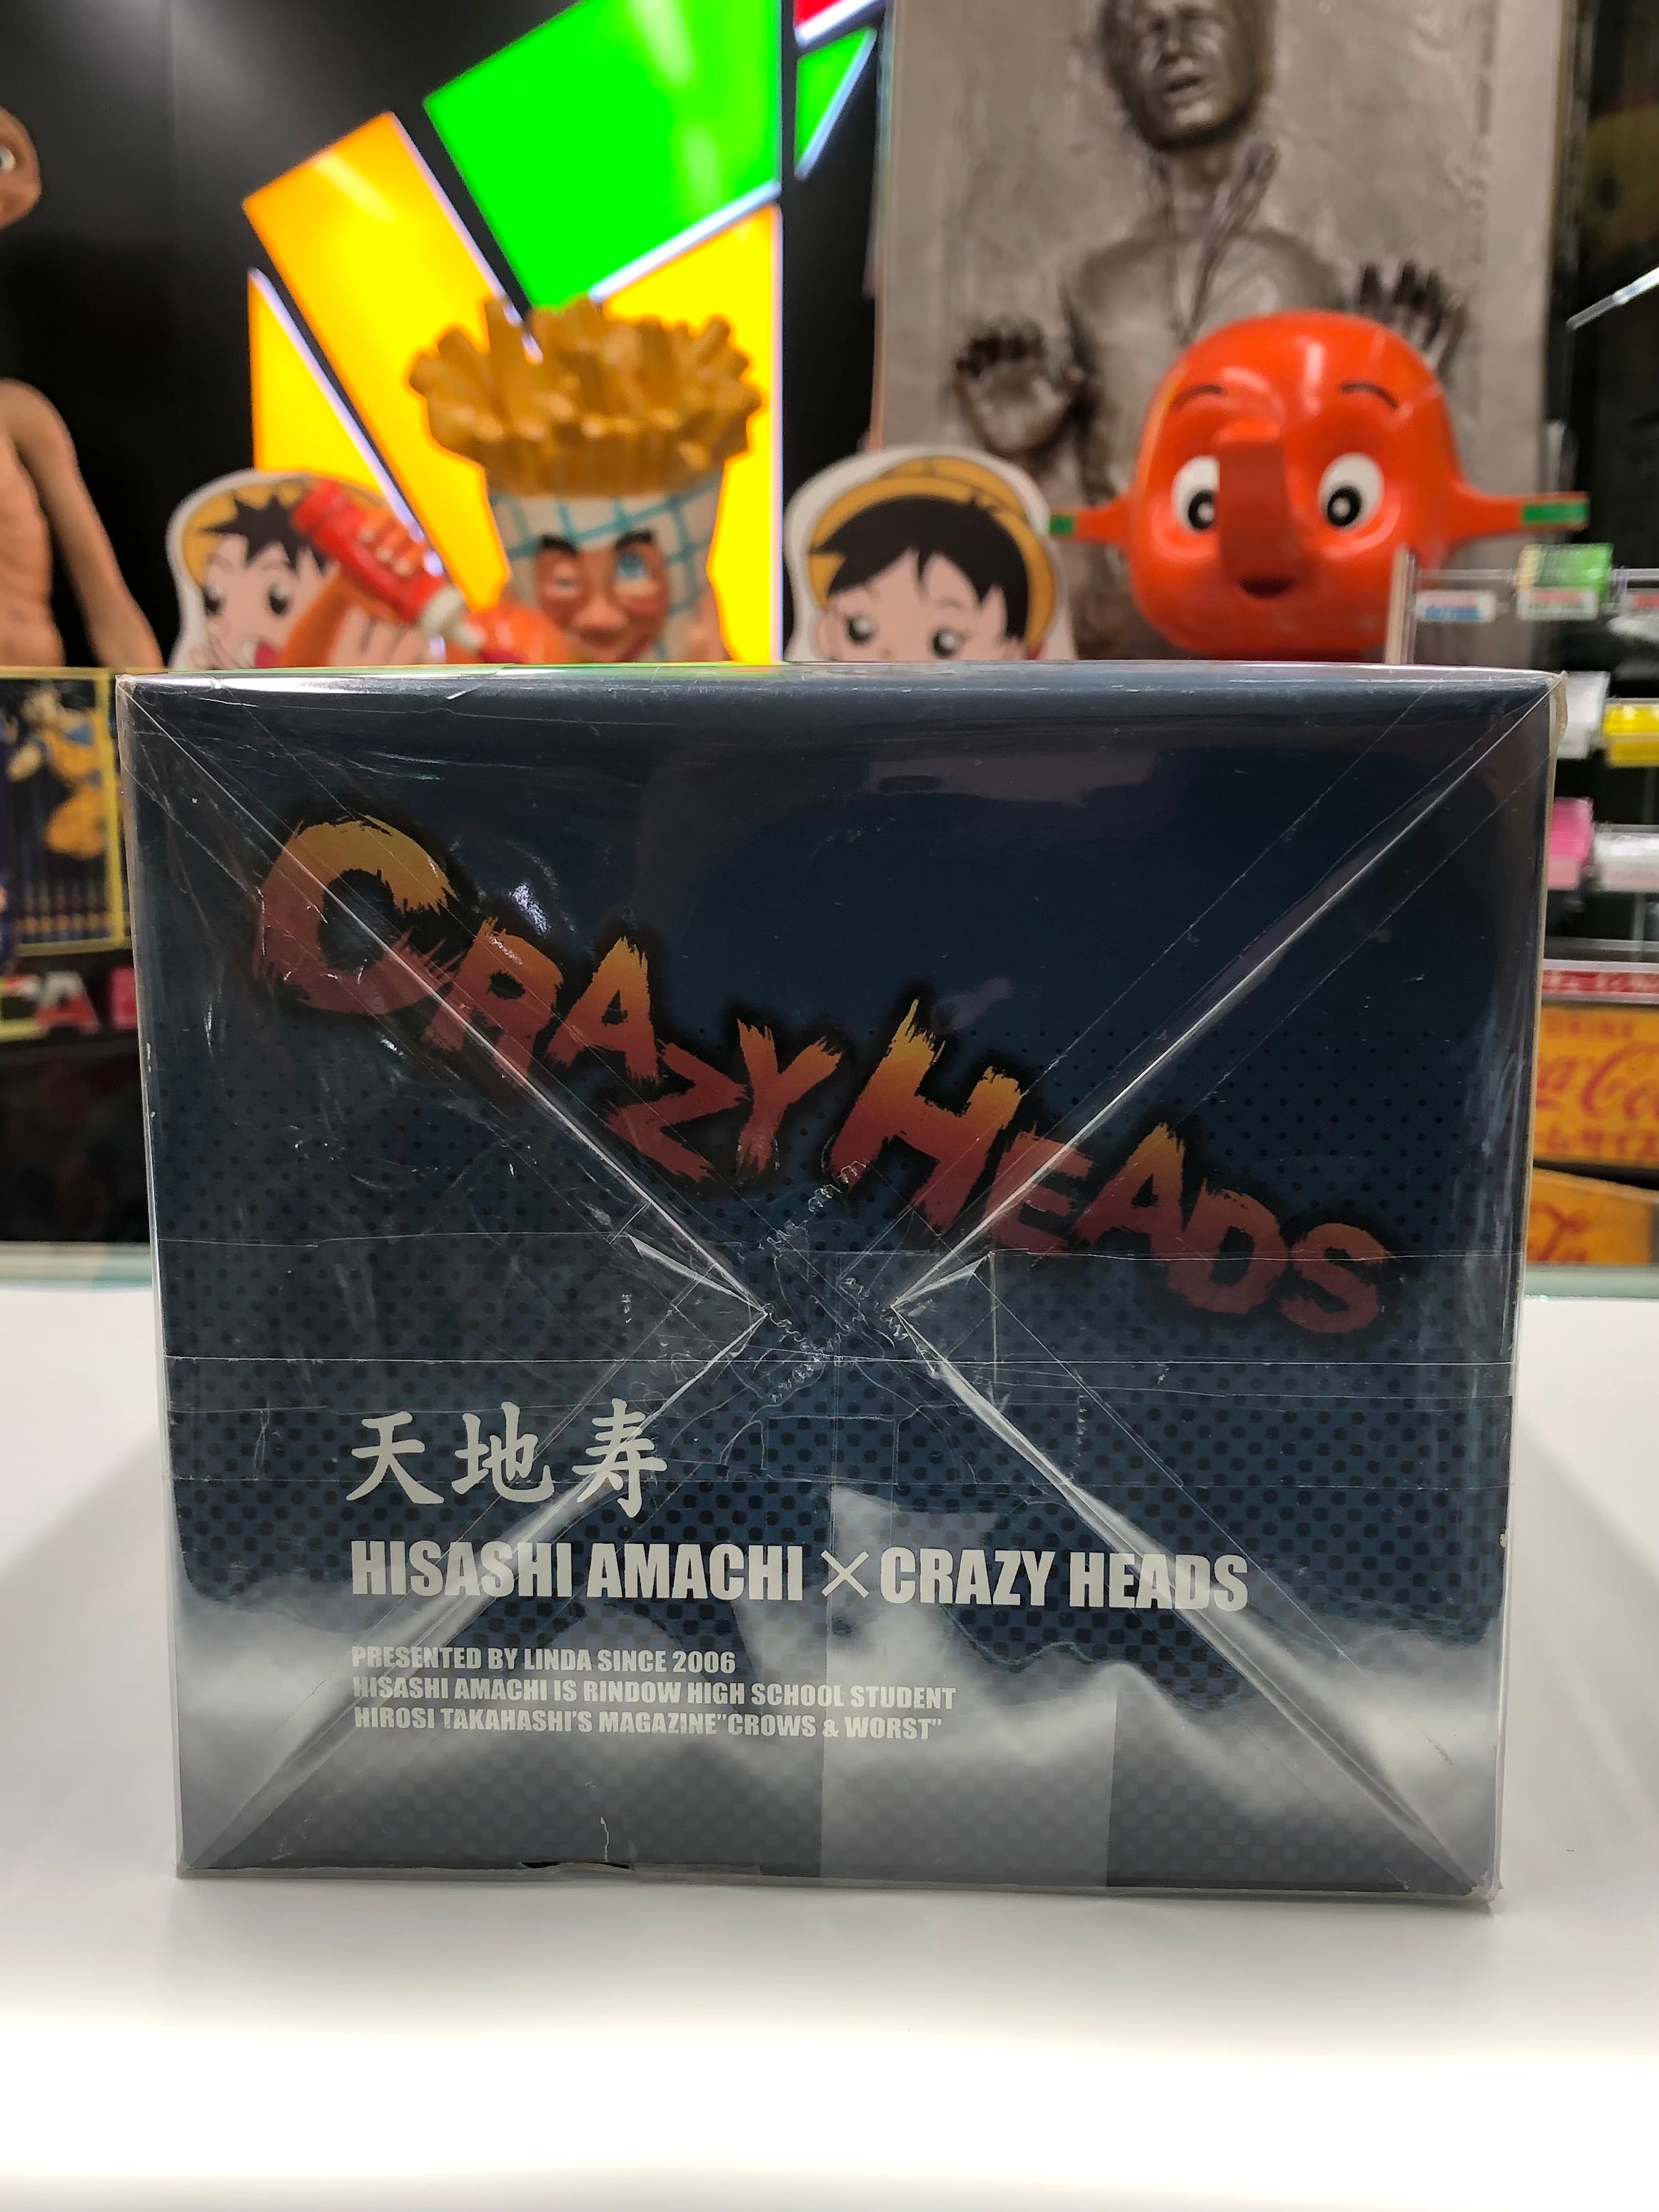 CRAZY HEADS
天地寿
HISASHI AMACHI × CRAZY HEADS
PRESENTED BY LINDA SINCE 2006
HISASHI AMACHI IS RINDOW HIGH SCHOOL STUDENT
HIROSI TAKAHASHI'S MAGAZINE"CROWS & WORST"
DRINK